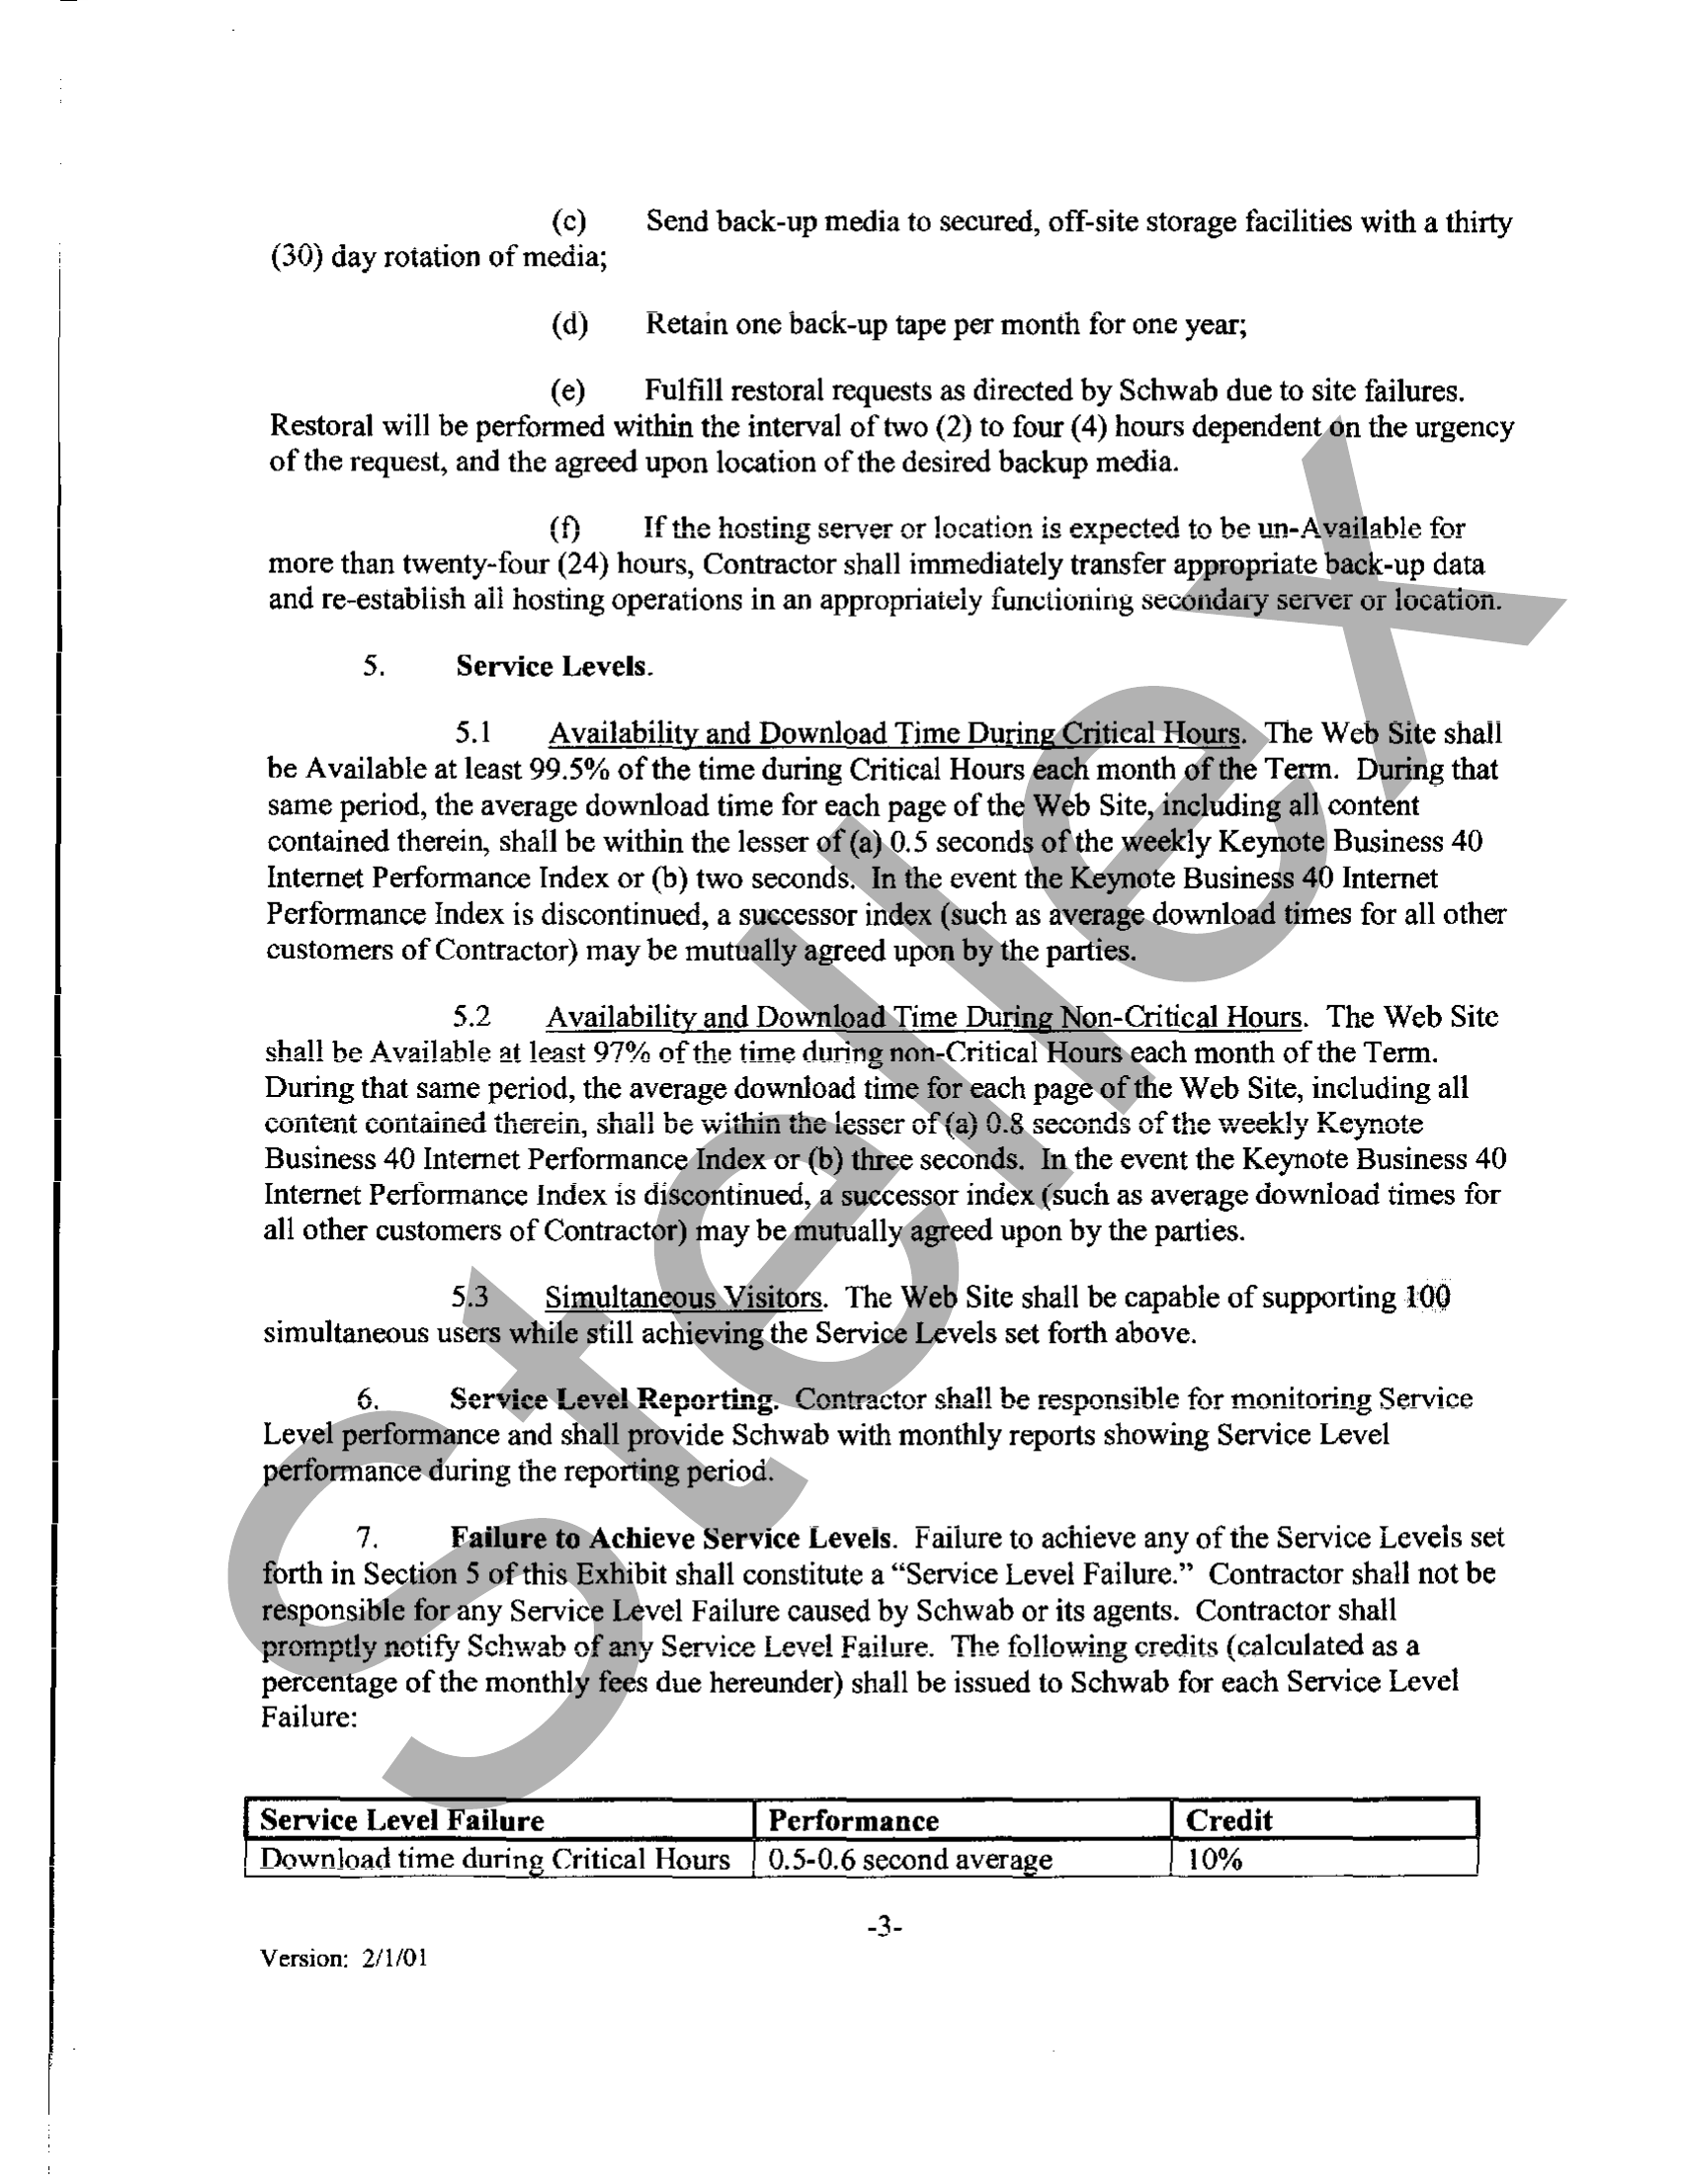 (c) Send back-up media to secured, off-site storage facilities with a thirty
(30) day rotation of media;
(d) Retain one back-up tape per month for one year;
(e) Fulfill restoral requests as directed by Schwab due to site failures.
Restoral will be performed within the interval of two (2) to four (4) hours dependent on the urgency
of the request, and the agreed upon location of the desired backup media.
(f) If the hosting server or location is expected to be un-Available for
more than twenty-four (24) hours, Contractor shall immediately transfer appropriate back-up data
and re-establish all hosting operations in an appropriately functioning secondary server or location.
5. Service Levels.
5.1 Availability and Download Time During Critical Hours. The Web Site shall
be Available at least 99.5% of the time during Critical Hours each month of the Term. During that
same period, the average download time for each page of the Web Site, including all content
contained therein, shall be within the lesser of (a) 0.5 seconds of the weekly Keynote Business 40
Internet Performance Index or (b) two seconds. In the event the Keynote Business 40 Internet
Performance Index is discontinued, a successor index (such as average download times for all other
customers of Contractor) may be mutually agreed upon by the parties.
5.2 Availability and Download Time During Non-Critical Hours. The Web Site
shall be Available at least 97% of the time during non-Critical Hours each month of the Term.
During that same period, the average download time for each page of the Web Site, including all
content contained therein, shall be within the lesser of (a) 0.8 seconds of the weekly Keynote
Business 40 Internet Performance Index or (b) three seconds. In the event the Keynote Business 40
Internet Performance Index is discontinued, a successor index (such as average download times for
all other customers of Contractor) may be mutually agreed upon by the parties.
5.3 Simultaneous Visitors. The Web Site shall be capable of supporting 100
simultaneous users while still achieving the Service Levels set forth above.
6. Service Level Reporting. Contractor shall be responsible for monitoring Service
Level performance and shall provide Schwab with monthly reports showing Service Level
performance during the reporting period.
7. Failure to Achieve Service Levels. Failure to achieve any of the Service Levels set
forth in Section 5 of this Exhibit shall constitute a “Service Level Failure.” Contractor shall not be
responsible for any Service Level Failure caused by Schwab or its agents. Contractor shall
promptly notify Schwab of any Service Level Failure. The following credits (calculated as a
percentage of the monthly fees due hereunder) shall be issued to Schwab for each Service Level
Failure:
Service Level Failure Performance Credit
Download time during Critical Hours 0.5-0.6 second average 10%
-3-
Version: 2/1/01
Stellex